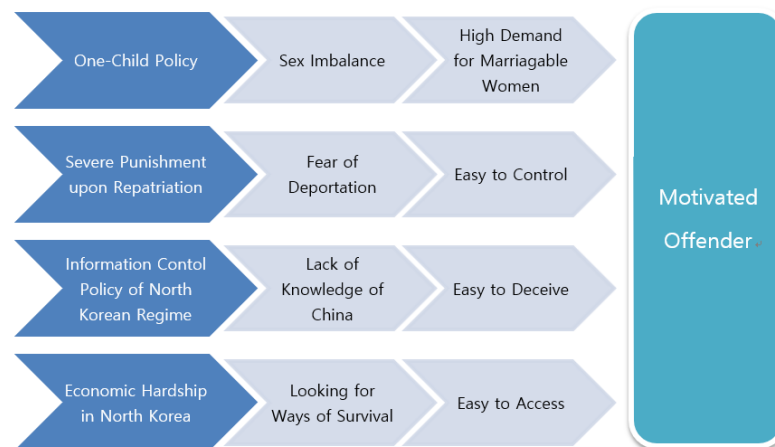 One-Child Policy
Sex Imbalance
High Demand
for Marriagable
Women
Severe Punishment
upon Repatriation
Fear of
Deportation
Easy to Control
Information Contol
Policy of North
Korean Regime
Lack of
Knowledge of
China
Easy to Deceive
Economic Hardship
in North Korea
Looking for
Ways of Survival
Easy to Access
Motivated
Offender